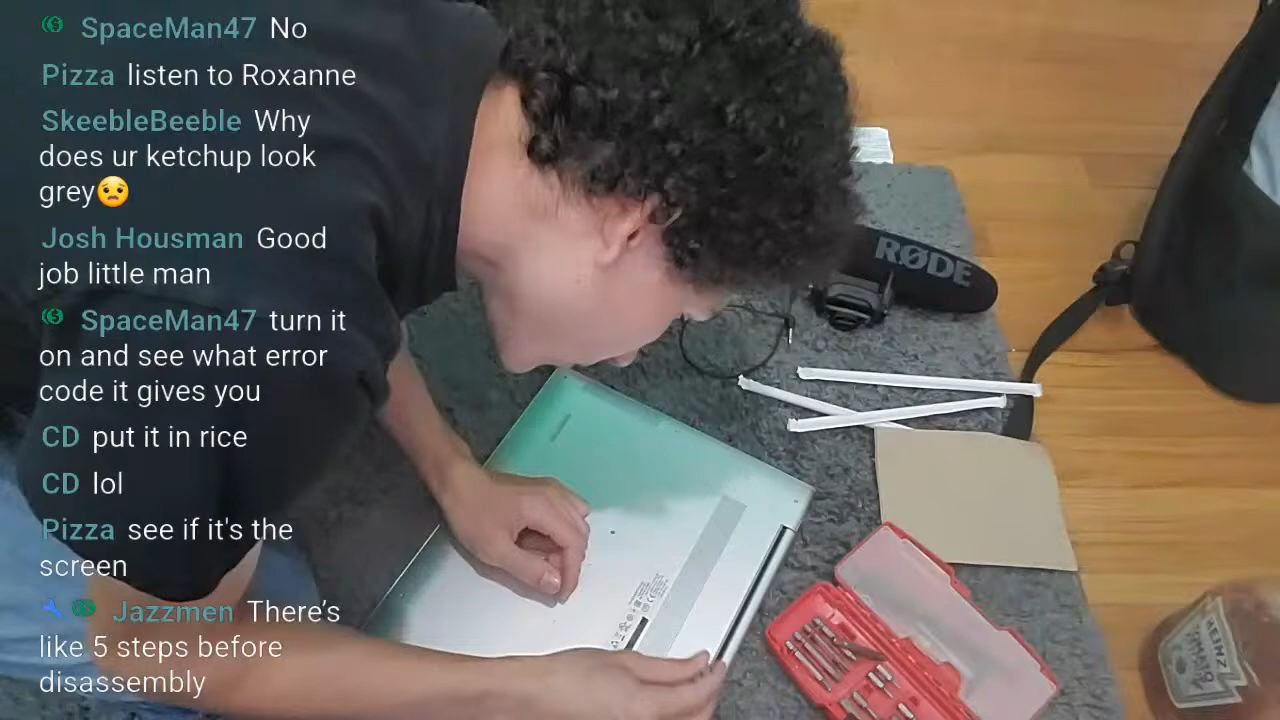 SpaceMan47 No
Pizza listen to Roxanne
SkeebleBeeble Why
does ur ketchup look
grey😟
Josh Housman Good
job little man
SpaceMan47 turn it
on and see what error
code it gives you
CD put it in rice
CD lol
Pizza see if it's the
screen
Jazzmen There's
like 5 steps before
disassembly
RØDE
HEINZ
TOMATO